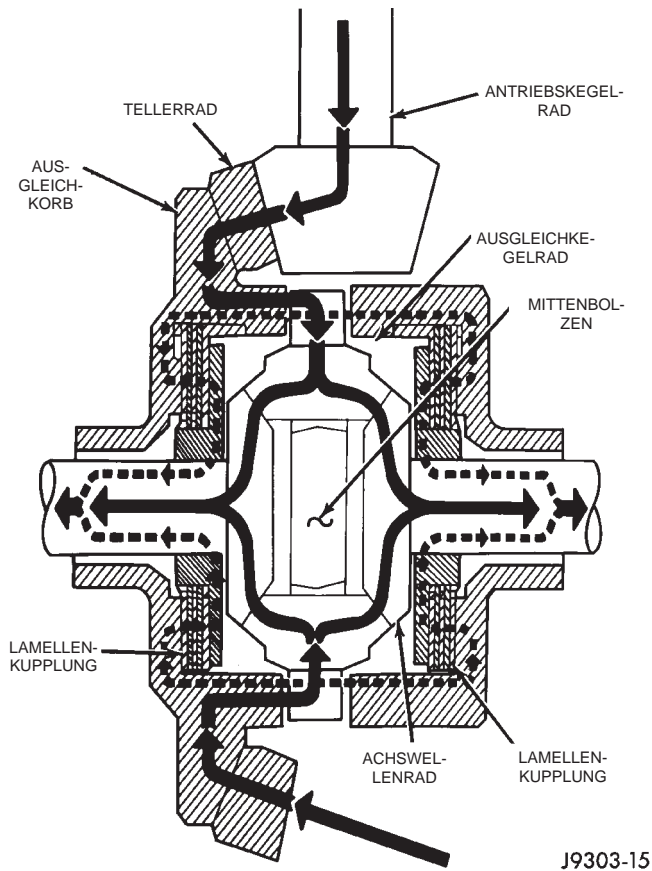 ANTRIEBSKEGEL-
RAD
TELLERRAD
AUS-
GLEICH-
KORB
AUSGLEICHKE-
GELRAD
MITTENBOL-
ZEN
LAMELLEN-
KUPPLUNG
ACHSWEL-
LENRAD
LAMELLEN-
KUPPLUNG
J9303-15